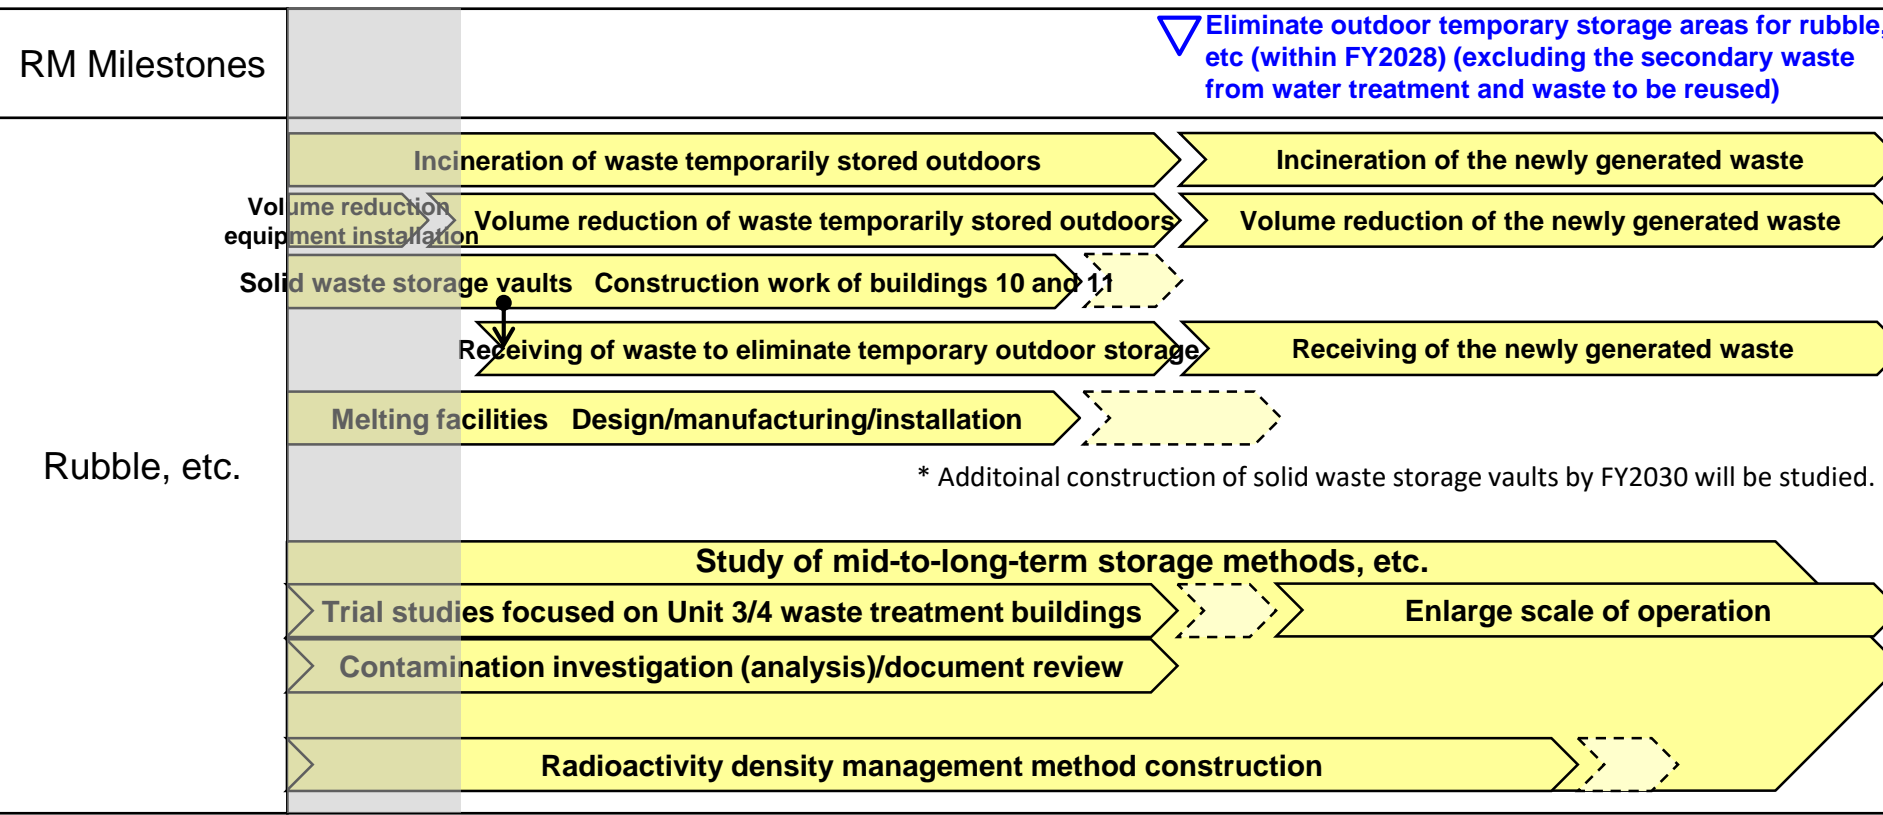 RM Milestones
Eliminate outdoor temporary storage areas for rubble,
etc (within FY2028) (excluding the secondary waste
from water treatment and waste to be reused)
Rubble, etc.
Incineration of waste temporarily stored outdoors
Incineration of the newly generated waste
Volume reduction
equipment installation
Volume reduction of waste temporarily stored outdoors
Volume reduction of the newly generated waste
Solid waste storage vaults   Construction work of buildings 10 and 11
Receiving of waste to eliminate temporary outdoor storage
Receiving of the newly generated waste
Melting facilities   Design/manufacturing/installation
* Additoinal construction of solid waste storage vaults by FY2030 will be studied.
Study of mid-to-long-term storage methods, etc.
Trial studies focused on Unit 3/4 waste treatment buildings
Enlarge scale of operation
Contamination investigation (analysis)/document review
Radioactivity density management method construction